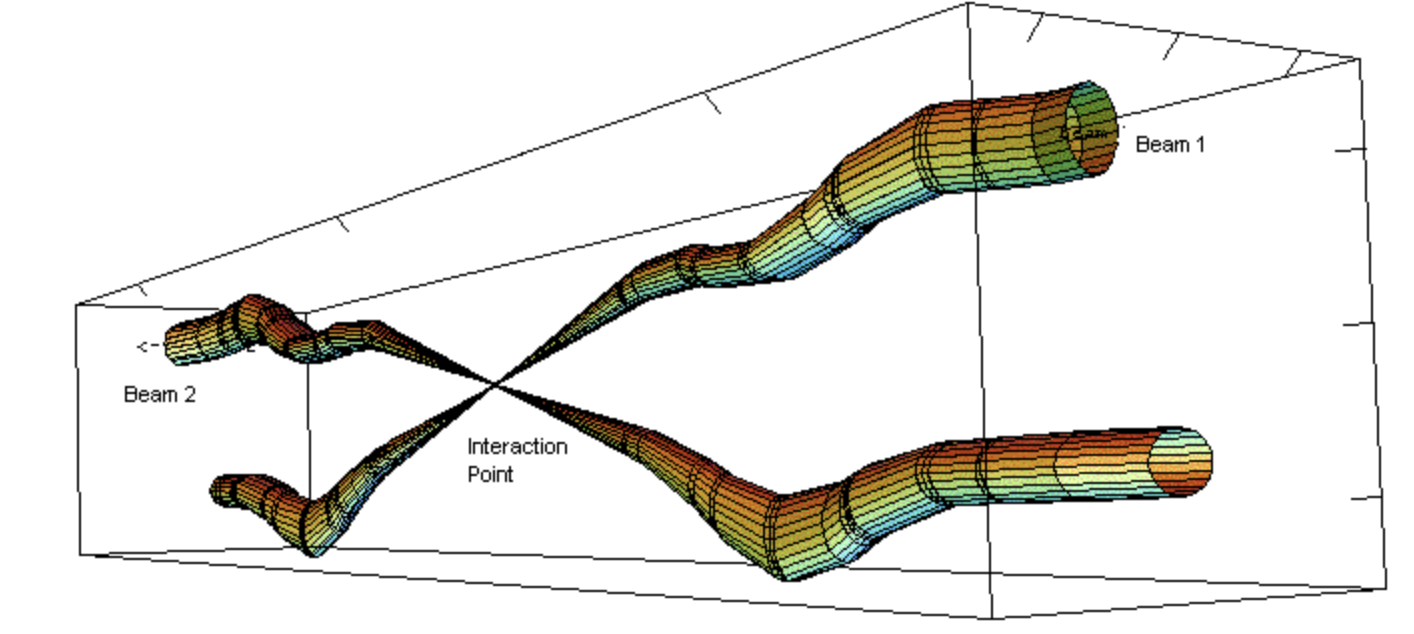 Beam 1
Beam 2
Interaction
Point